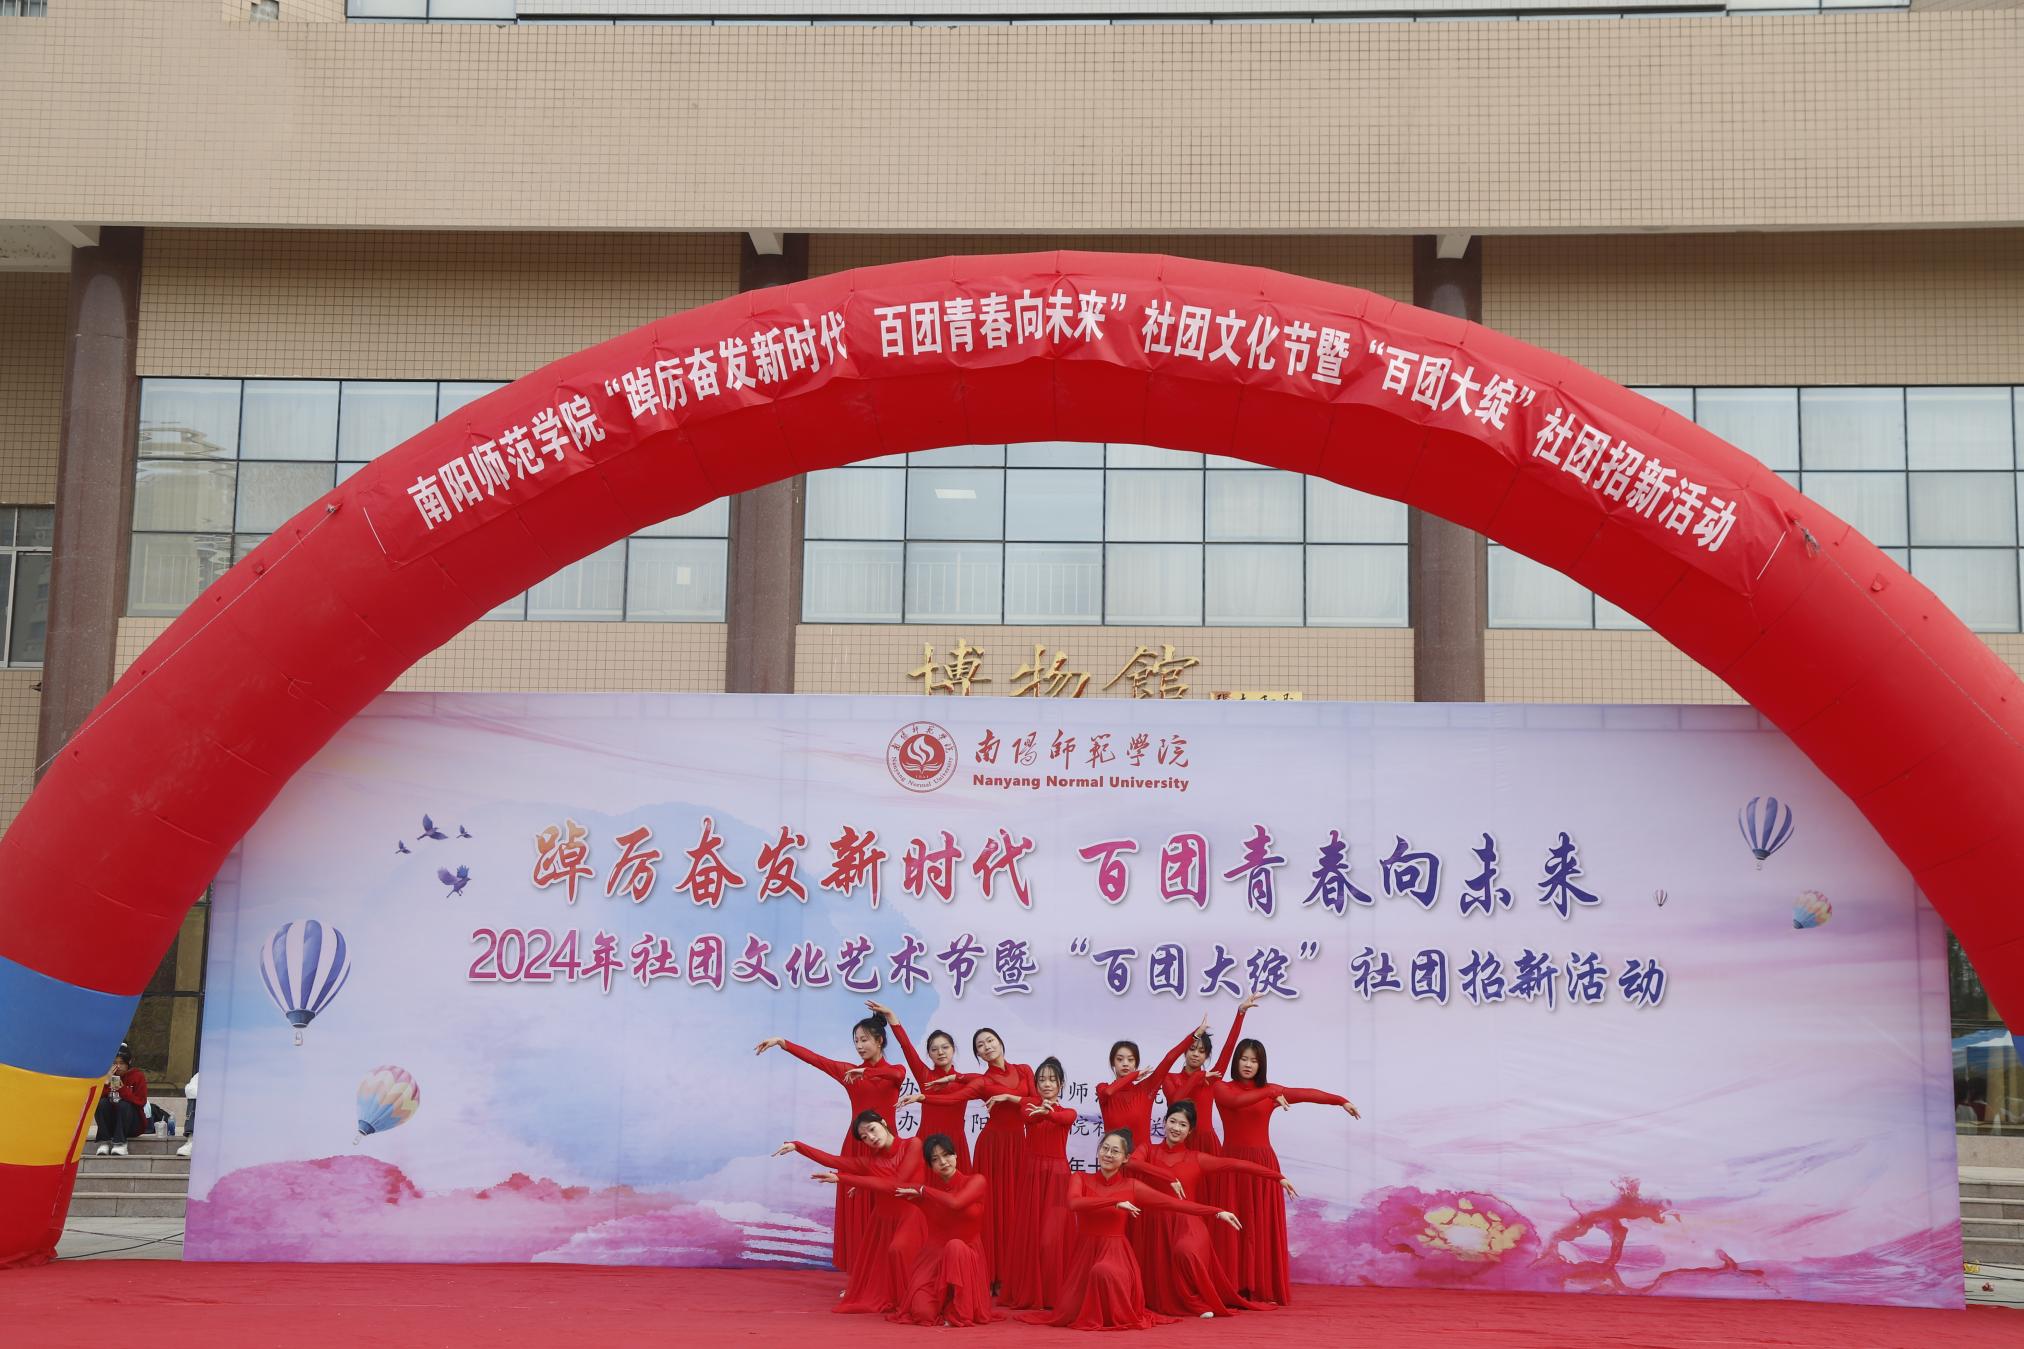 南阳师范学院“踔厉奋发新时代 百团青春向未来”社团文化节暨“百团大绽”社团招新活动
博物館
南陽師範學院
Nanyang Normal University
踔厉奋发新时代 百团青春向未来
2024年社团文化艺术节暨“百团大绽”社团招新活动